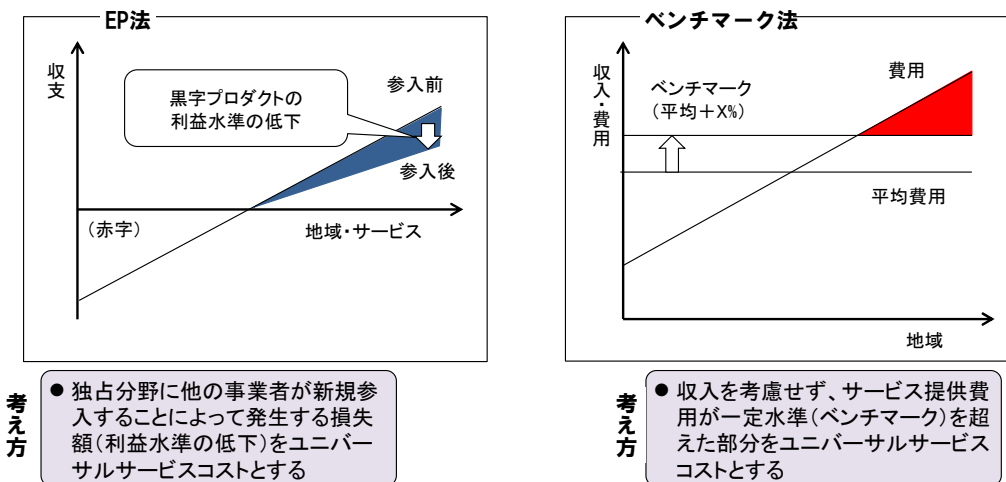 EP法
収支
黒字プロダクトの
利益水準の低下
参入前
参入後
(赤字)
地域・サービス
考え方
● 独占分野に他の事業者が新規参
入することによって発生する損失
額(利益水準の低下)をユニバー
サルサービスコストとする
ベンチマーク法
収入・費用
ベンチマーク
(平均+X%)
費用
平均費用
地域
考え方
● 収入を考慮せず、サービス提供費
用が一定水準(ベンチマーク)を超
えた部分をユニバーサルサービス
コストとする